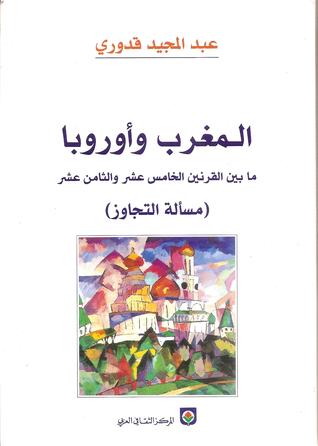 عبد المجيد قدوري
المغرب وأوروبا
ما بين القرنين الخامس عشر والثامن عشر
(مسألة التجاوز)
المركز الثقافي العربي